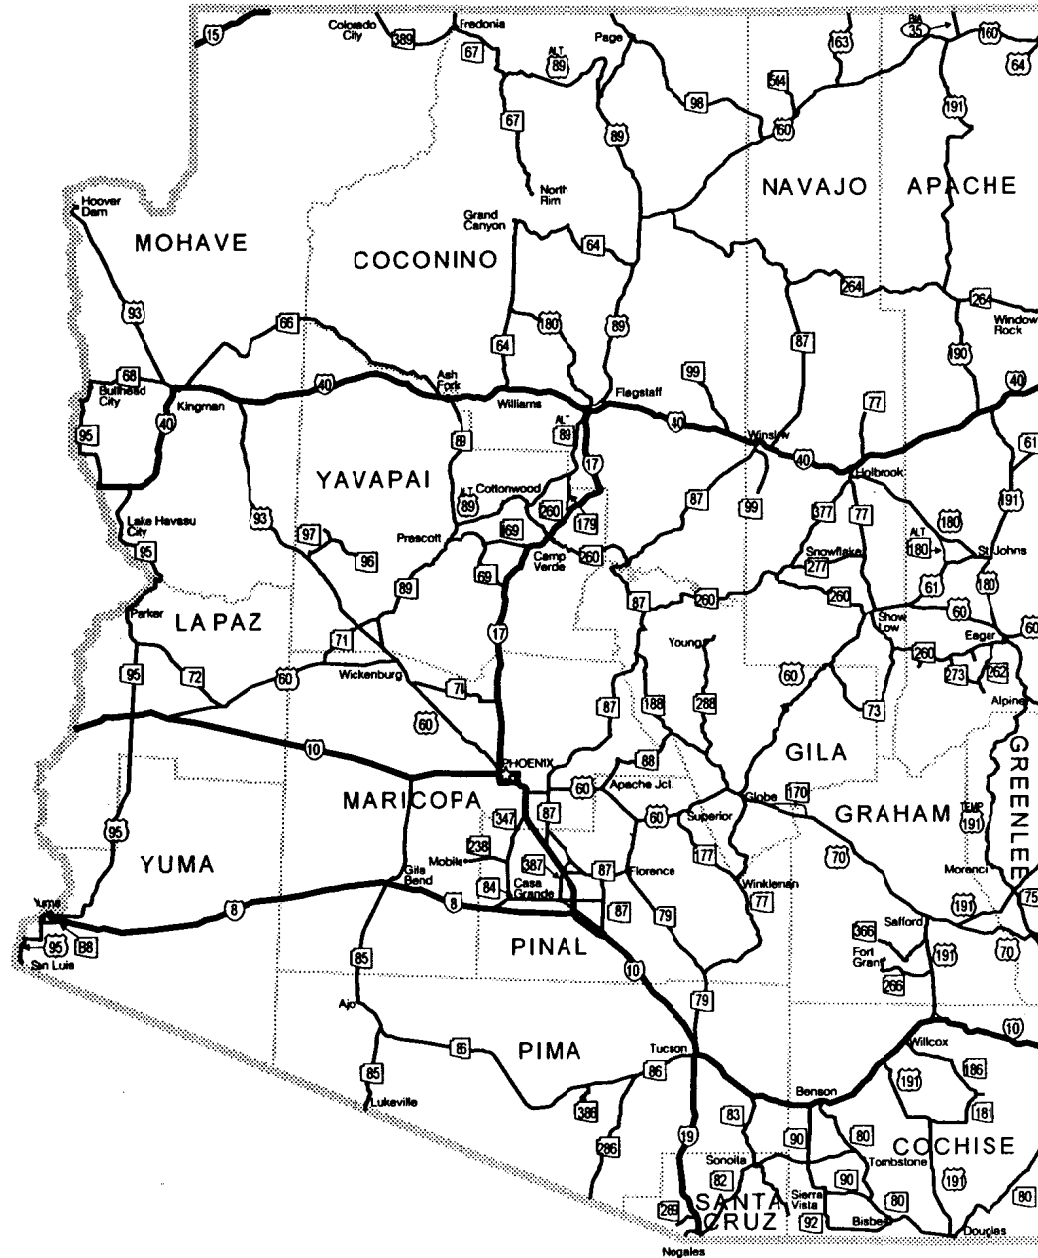 15
Colorado
City
389
Fredonia
67
ALT
89
Page
163
BIA
35
160
64
98
191
67
89
North
Rim
Hoover
Dam
Grand
Canyon
NAVAJO
APACHE
MOHAVE
COCONINO
64
264
264
93
66
180
89
Window
Rock
64
87
190
68
Bullhead
City
Kingman
40
Ash
Fork
Williams
Flagstaff
99
77
40
95
40
89
ALT
89
40
Winslow
40
Holbrook
61
YAVAPAI
17
87
99
377
77
180
191
ALT
89
Cottonwood
260
179
93
97
96
Prescott
169
Camp
Verde
260
Lake Havasu
City
95
89
69
Snowflake
277
ALT
180
St Johns
61
180
87
260
260
Show
Low
60
Eagar
60
Parker
LA PAZ
71
17
Young
95
72
60
Wickenburg
260
273
262
60
87
188
288
60
73
Alpine
10
PHOENIX
88
GILA
GREENLEE
MARICOPA
60
Apache Jct.
Globe
170
GRAHAM
TEMP
191
347
87
60
Superior
95
YUMA
238
Mobile
387
177
70
Gila
Bend
84
Casa
Grande
87
Florence
Winkleman
77
Morenci
75
Yuma
8
8
87
79
Safford
191
95
B8
San Luis
PINAL
366
Fort
Grant
191
70
85
10
266
Ajo
79
10
86
PIMA
Tucson
86
Willcox
85
Lukeville
386
Benson
191
186
181
83
286
19
90
80
COCHISE
Sonoita
Tombstone
82
90
191
SANTA
CRUZ
Sierra
Vista
80
80
289
92
Bisbee
Douglas
Nogales